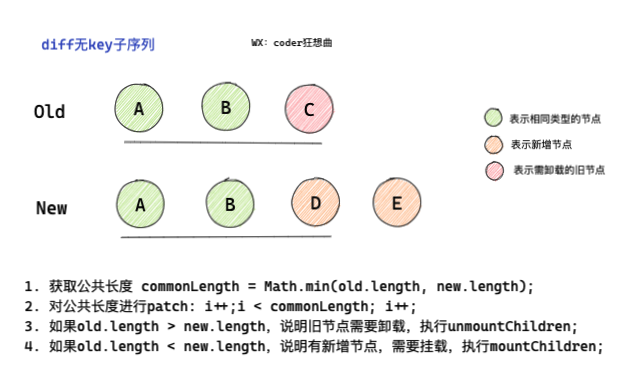 diff无key子序列
WX: coder狂想曲
Old
A
B
C
表示相同类型的节点
表示新增节点
表示需卸载的旧节点
New
A
B
D
E
1. 获取公共长度 commonLength = Math.min(old.length, new.length);
2. 对公共长度进行patch: i++;i < commonLength; i++;
3. 如果old.length > new.length, 说明旧节点需要卸载, 执行unmountChildren;
4. 如果old.length < new.length, 说明有新增节点, 需要挂载, 执行mountChildren;